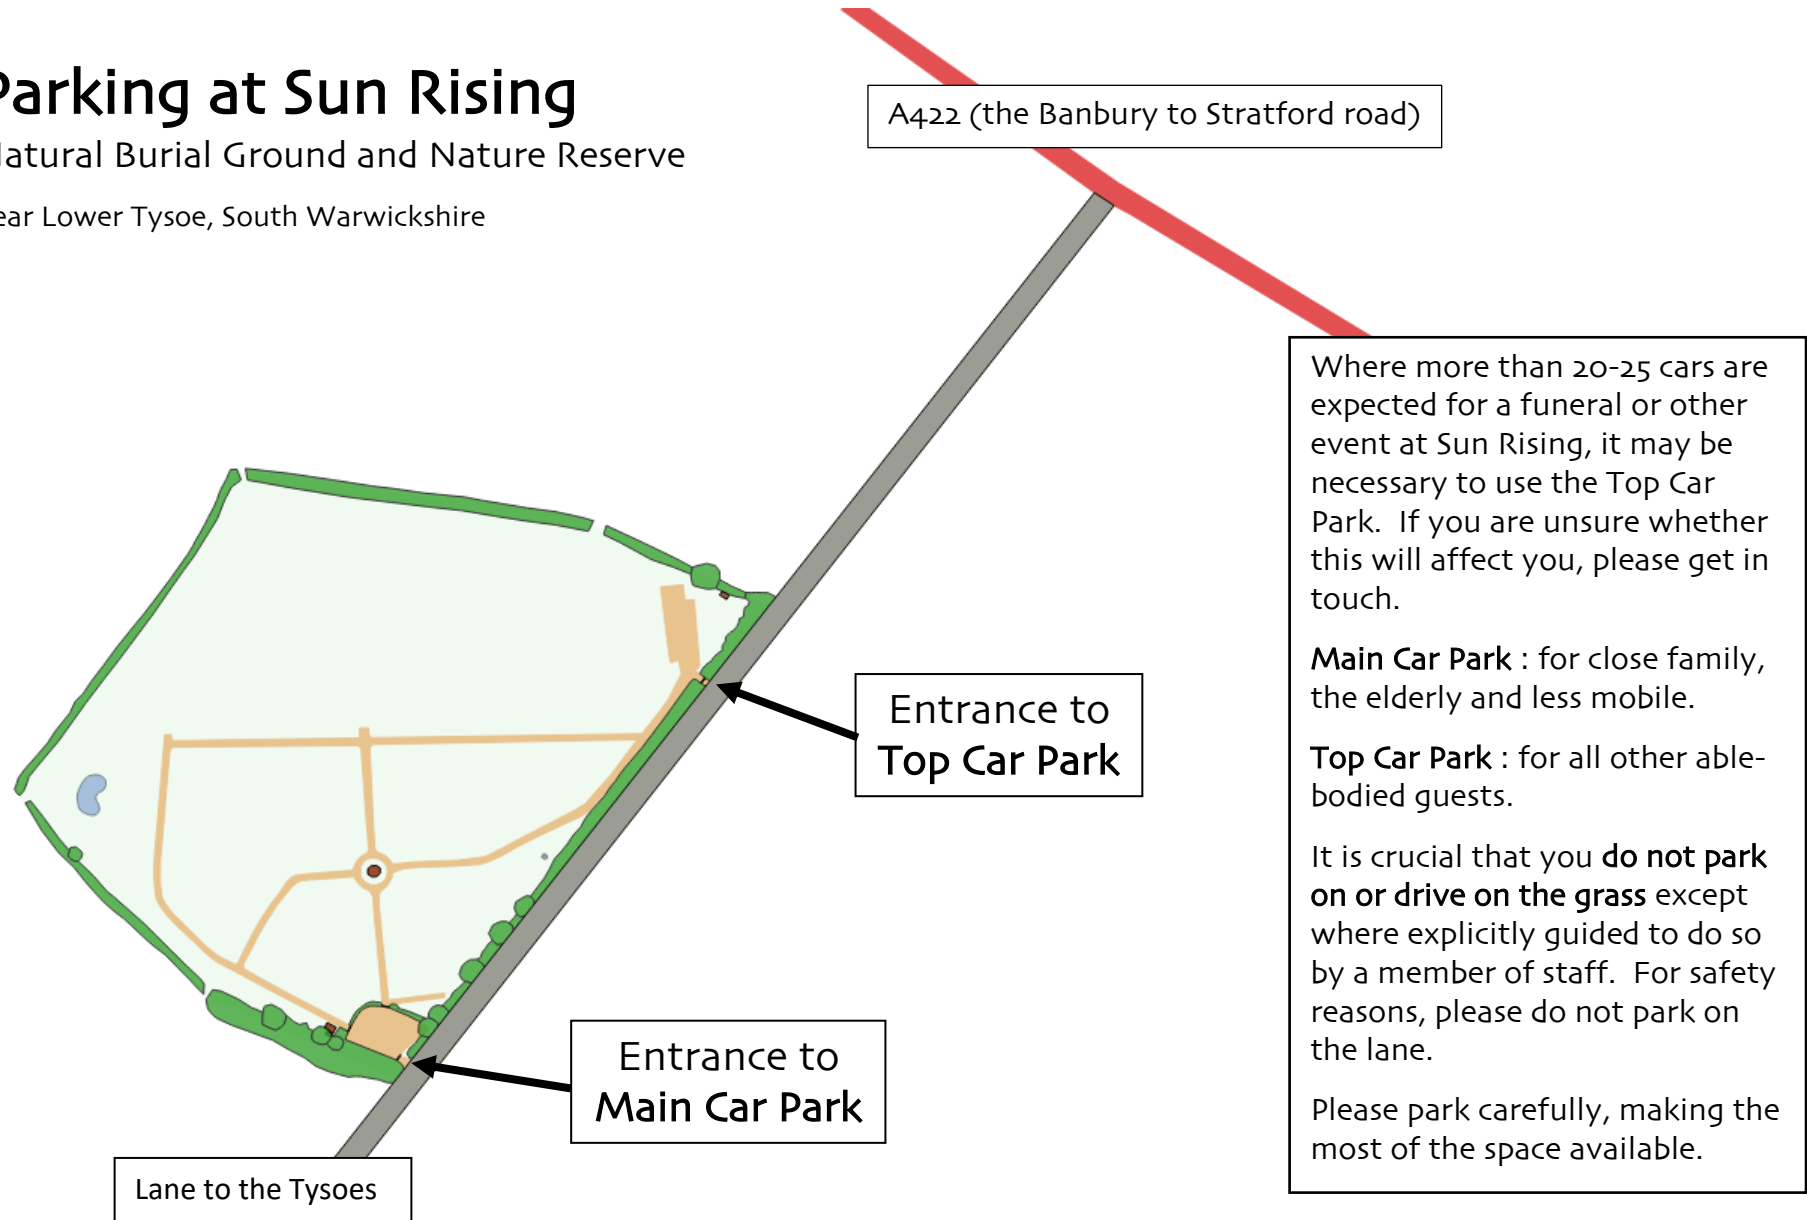 Parking at Sun Rising
Natural Burial Ground and Nature Reserve
ear Lower Tysoe, South Warwickshire
A422 (the Banbury to Stratford road)
Where more than 20-25 cars are
expected for a funeral or other
event at Sun Rising, it may be
necessary to use the Top Car
Park.  If you are unsure whether
this will affect you, please get in
touch.
Main Car Park : for close family,
the elderly and less mobile.
Top Car Park : for all other able-
bodied guests.
It is crucial that you do not park
on or drive on the grass except
where explicitly guided to do so
by a member of staff.  For safety
reasons, please do not park on
the lane.
Please park carefully, making the
most of the space available.
Entrance to
Top Car Park
Entrance to
Main Car Park
Lane to the Tysoes